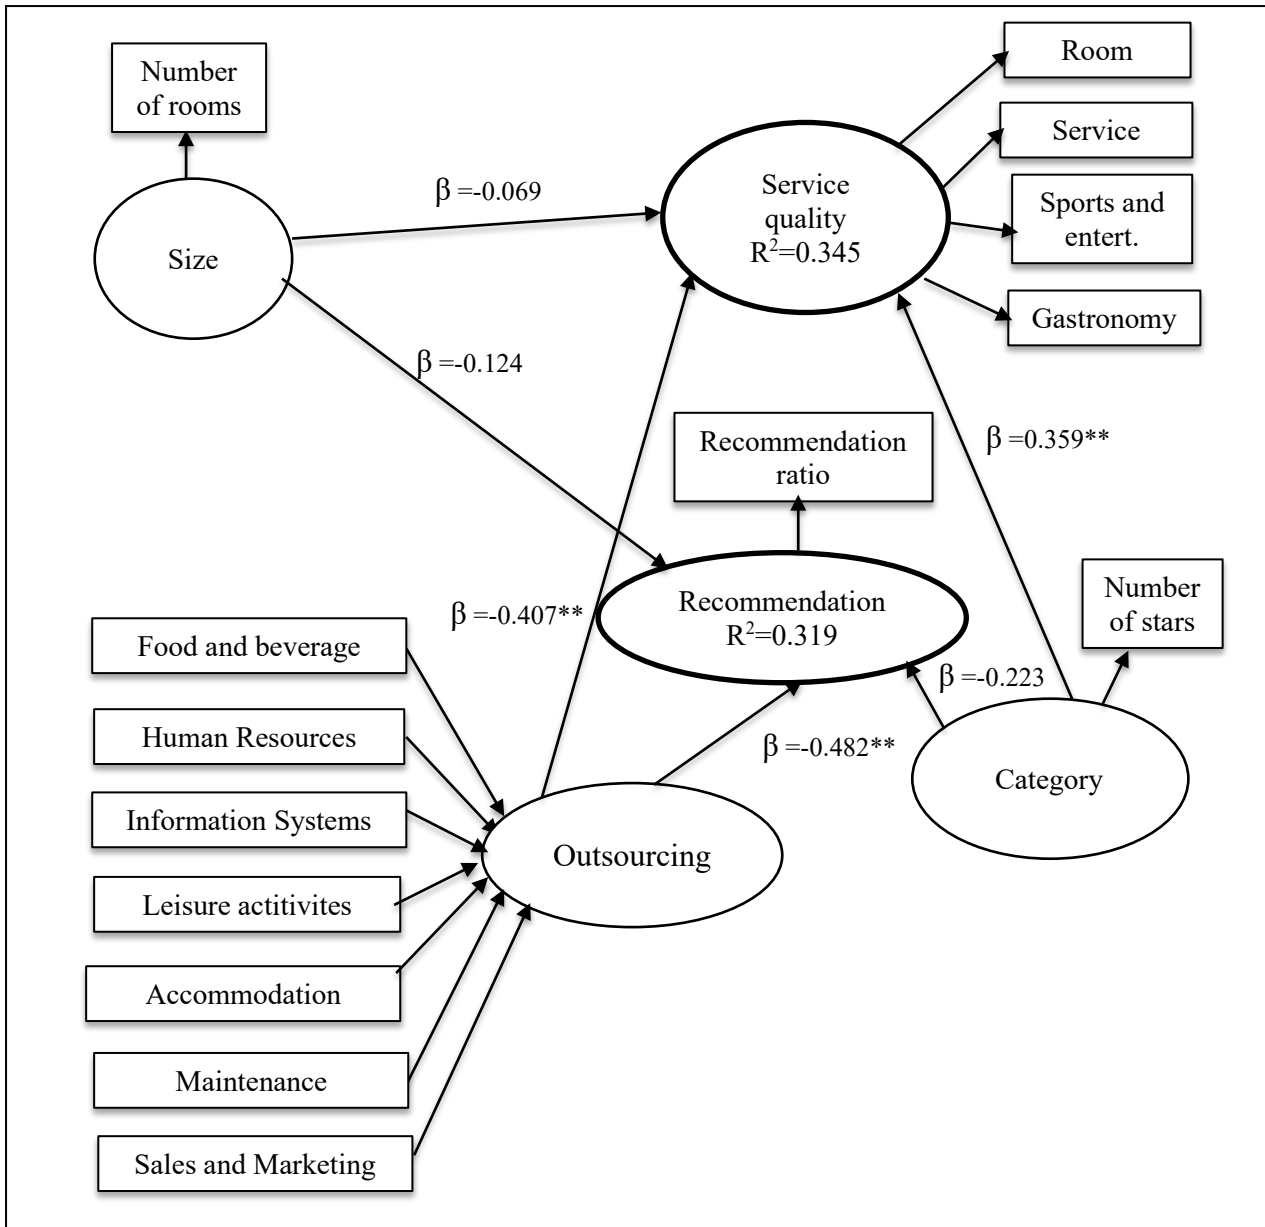 Number
of rooms
Size
β =-0.069
Service
quality
R²=0.345
Room
Service
Sports and
entert.
Gastronomy
β =-0.124
Recommendation
ratio
β =0.359**
Recommendation
R²=0.319
β =-0.407**
Number
of stars
β =-0.223
β =-0.482**
Category
Food and beverage
Human Resources
Information Systems
Leisure actitivites
Accommodation
Maintenance
Sales and Marketing
Outsourcing